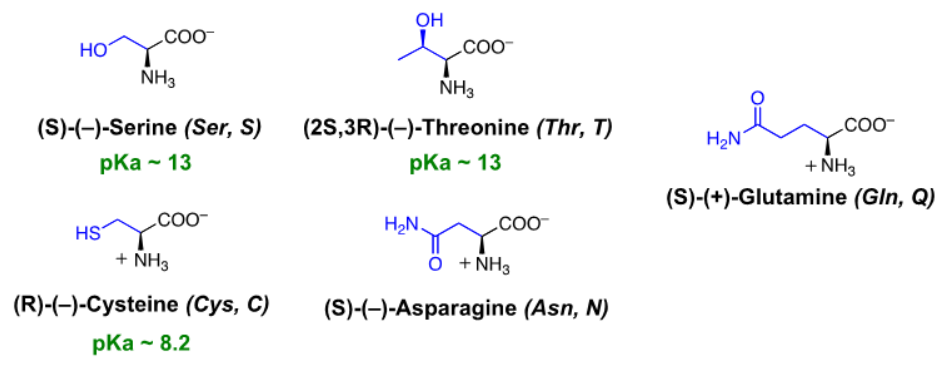 OH
HO
COO⁻
NH₃
COO⁻
NH₃
(S)-(–)-Serine (Ser, S)
pKa ~ 13
(2S,3R)-(–)-Threonine (Thr, T)
pKa ~ 13
O
H₂N
COO⁻
+ NH₃
(S)-(+)-Glutamine (Gln, Q)
HS
COO⁻
+ NH₃
(R)-(–)-Cysteine (Cys, C)
pKa ~ 8.2
H₂N
COO⁻
O
+ NH₃
(S)-(–)-Asparagine (Asn, N)